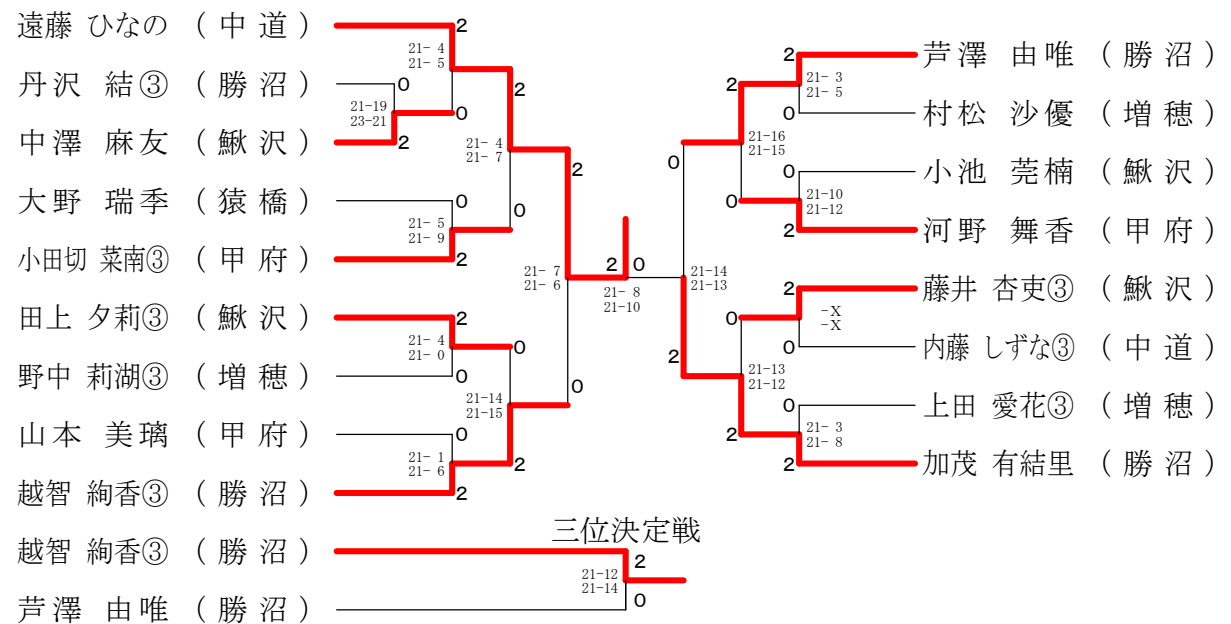 遠藤 ひなの （ 中 道 ）
2
21- 4
21- 5
丹沢 結③ （ 勝 沼 ）
0
21-19
23-21
0
中澤 麻友 （ 鰍 沢 ）
2
2
21- 4
21- 7
大野 瑞季 （ 猿 橋 ）
0
21- 5
21- 9
0
小田切 菜南③ （ 甲 府 ）
2
2
21- 7
21- 6
田上 夕莉③ （ 鰍 沢 ）
2
21- 4
21- 0
0
野中 莉湖③ （ 増 穂 ）
0
0
21-14
21-15
山本 美璃 （ 甲 府 ）
0
21- 1
21- 6
2
越智 絢香③ （ 勝 沼 ）
2
2 0
21- 8
21-10
芦澤 由唯 （ 勝 沼 ）
2
21- 3
21- 5
2
村松 沙優 （ 増 穂 ）
0
21-16
21-15
0
小池 莞楠 （ 鰍 沢 ）
0
21-10
21-12
0
河野 舞香 （ 甲 府 ）
2
21-14
21-13
藤井 杏吏③ （ 鰍 沢 ）
2
-X
-X
0
内藤 しずな③ （ 中 道 ）
0
2
21-13
21-12
上田 愛花③ （ 増 穂 ）
0
21- 3
21- 8
2
加茂 有結里 （ 勝 沼 ）
2
三位決定戦
越智 絢香③ （ 勝 沼 ）
2
21-12
21-14
芦澤 由唯 （ 勝 沼 ）
0